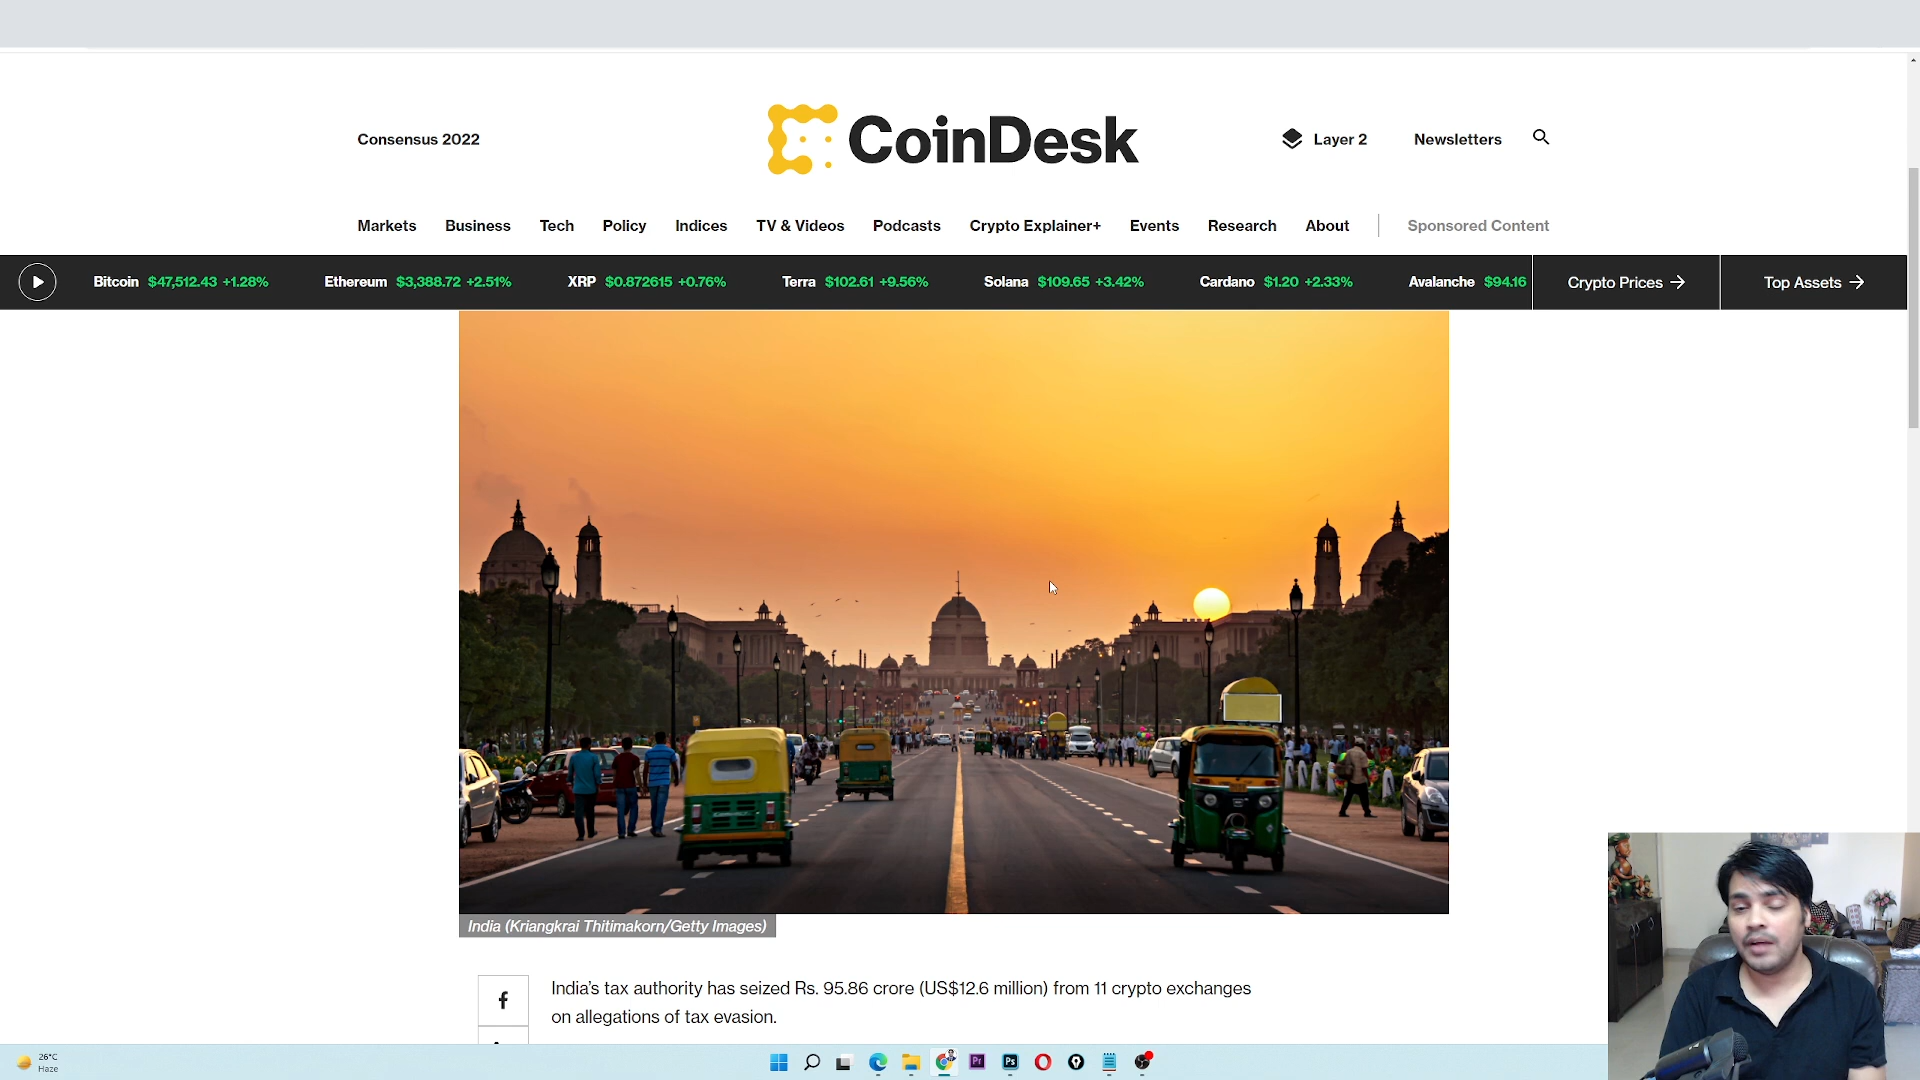 Consensus 2022
CoinDesk
Layer 2
Newsletters
Markets Business Tech Policy Indices TV & Videos Podcasts Crypto Explainer+ Events Research About Sponsored Content
Bitcoin $47,512.43 +1.28% Ethereum $3,388.72 +2.51% XRP $0.872615 +0.76% Terra $102.61 +9.56% Solana $109.65 +3.42% Cardano $1.20 +2.33% Avalanche $94.16 Crypto Prices → Top Assets →
India (Kriangkrai Thitimakorn/Getty Images)
India’s tax authority has seized Rs. 95.86 crore (US$12.6 million) from 11 crypto exchanges
on allegations of tax evasion.
26°C
Haze
Pr
Ps